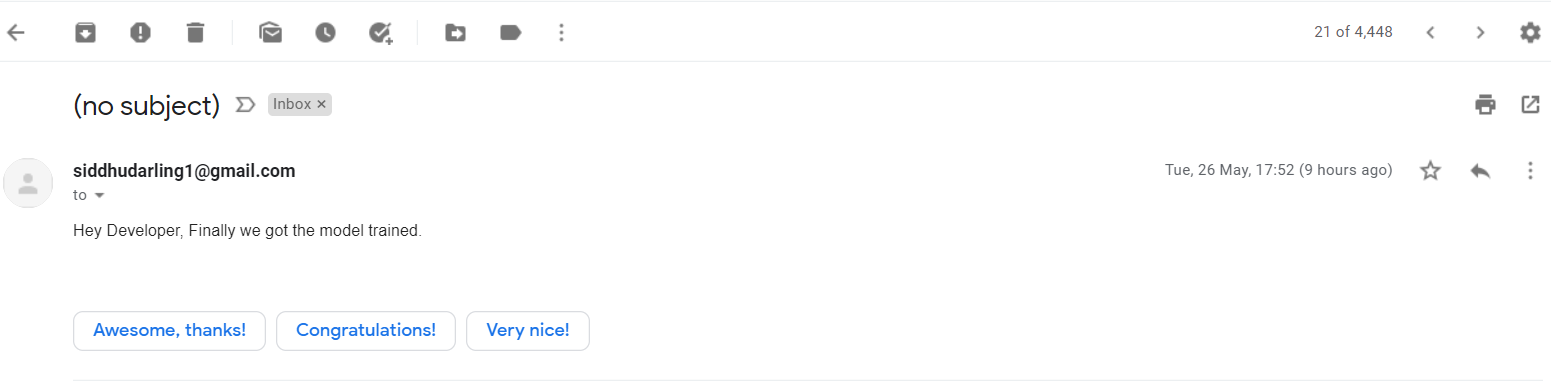 21 of 4,448
(no subject) Inbox ×
siddhudarling1@gmail.com Tue, 26 May, 17:52 (9 hours ago)
to
Hey Developer, Finally we got the model trained.
Awesome, thanks! Congratulations! Very nice!